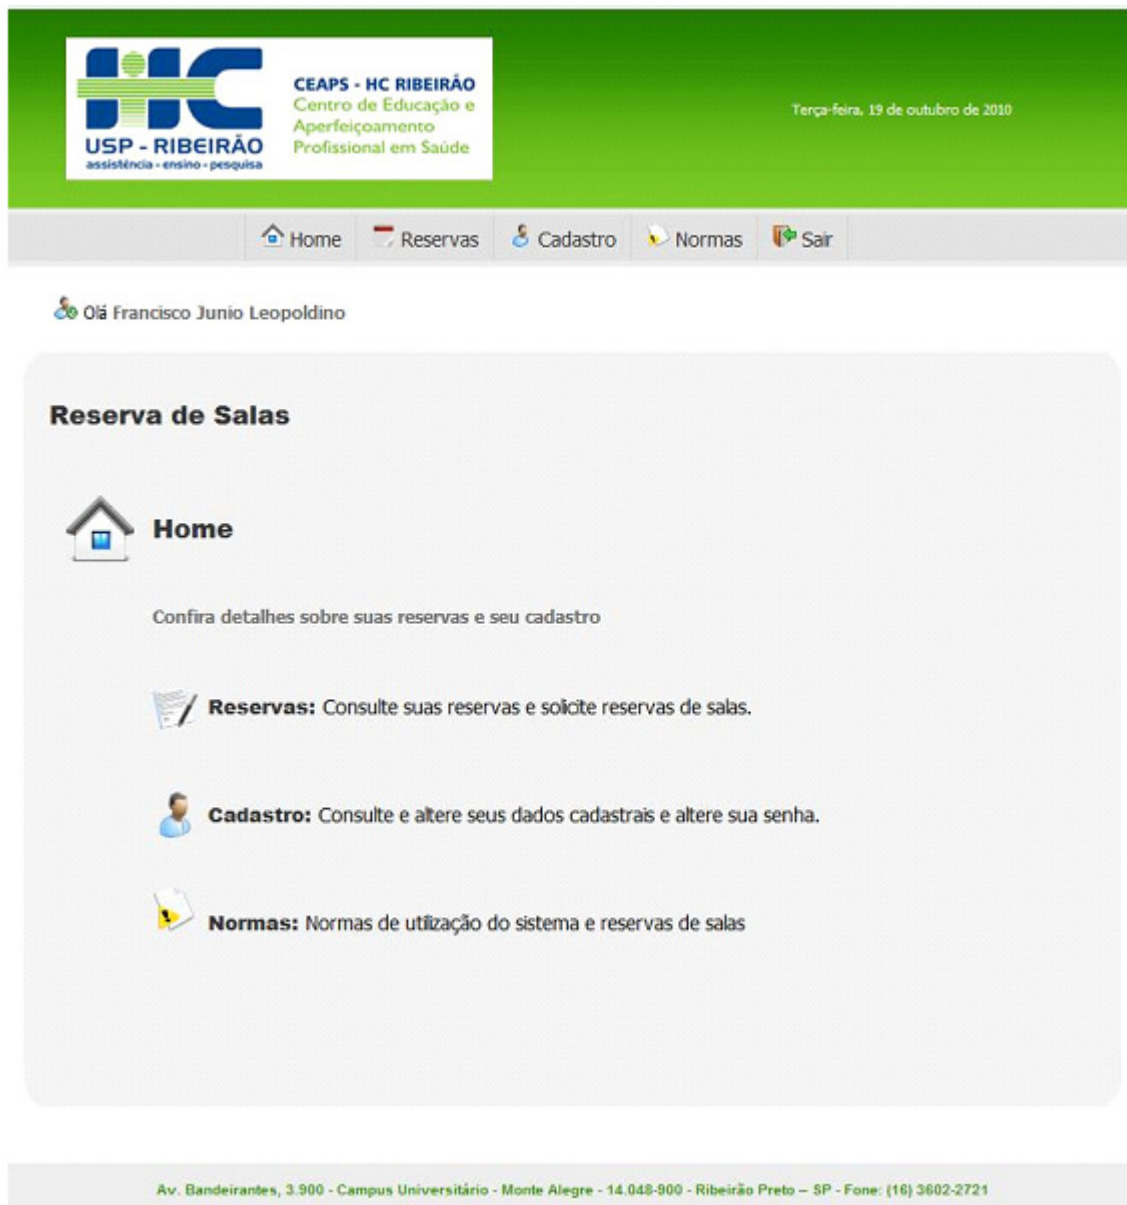 HC
USP - RIBEIRÃO
assistência - ensino - pesquisa
CEAPS - HC RIBEIRÃO
Centro de Educação e
Aperfeiçoamento
Profissional em Saúde
Terça-feira, 19 de outubro de 2010
Home Reservas Cadastro Normas Sair
Olá Francisco Junio Leopoldino
Reserva de Salas
Home
Confira detalhes sobre suas reservas e seu cadastro
Reservas: Consulte suas reservas e solicite reservas de salas.
Cadastro: Consulte e altere seus dados cadastrais e altere sua senha.
Normas: Normas de utilização do sistema e reservas de salas
Av. Bandeirantes, 3.900 - Campus Universitário - Monte Alegre - 14.048-900 - Ribeirão Preto – SP - Fone: (16) 3602-2721